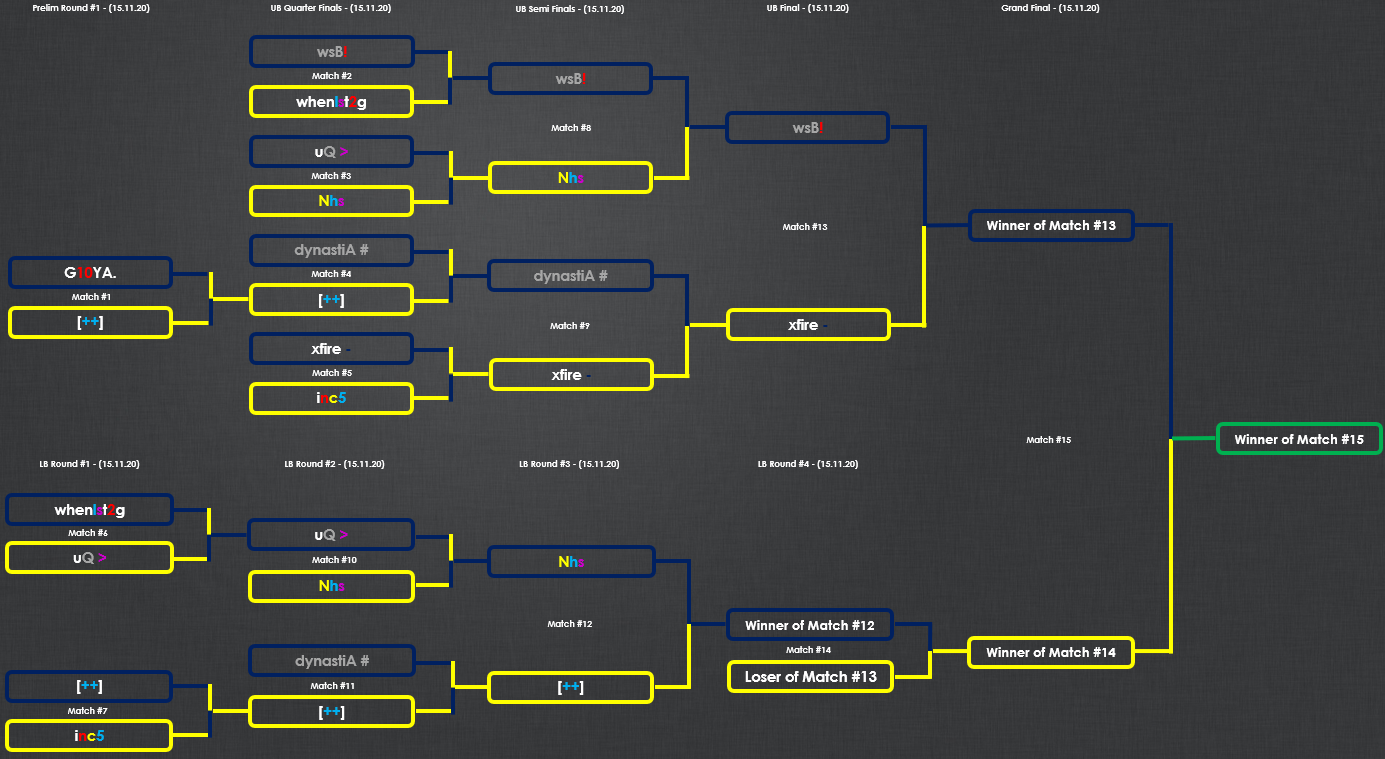 Prelim Round #1 - (15.11.20)
UB Quarter Finals - (15.11.20)
UB Semi Finals - (15.11.20)
UB Final - (15.11.20)
Grand Final - (15.11.20)
wsB!
Match #2
when1st2g
uQ >
Match #3
Nhs
dynastiA #
Match #4
[++]
xfire -
Match #5
inc5
G10YA.
Match #1
[++]
wsB!
Match #8
Nhs
dynastiA #
Match #9
xfire -
wsB!
Match #13
xfire -
Winner of Match #13
Match #15
Winner of Match #15
LB Round #1 - (15.11.20)
LB Round #2 - (15.11.20)
LB Round #3 - (15.11.20)
LB Round #4 - (15.11.20)
when1st2g
Match #6
uQ >
[++]
Match #7
inc5
uQ >
Match #10
Nhs
dynastiA #
Match #11
[++]
Nhs
Match #12
[++]
Winner of Match #12
Match #14
Loser of Match #13
Winner of Match #14